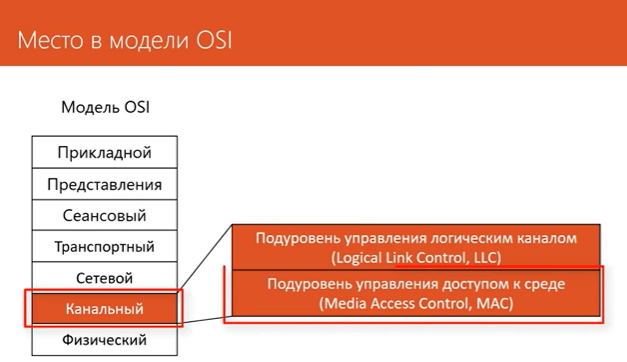 Место в модели OSI
Модель OSI
Прикладной
Представления
Сеансовый
Транспортный
Сетевой
Канальный
Физический
Подуровень управления логическим каналом
(Logical Link Control, LLC)
Подуровень управления доступом к среде
(Media Access Control, MAC)